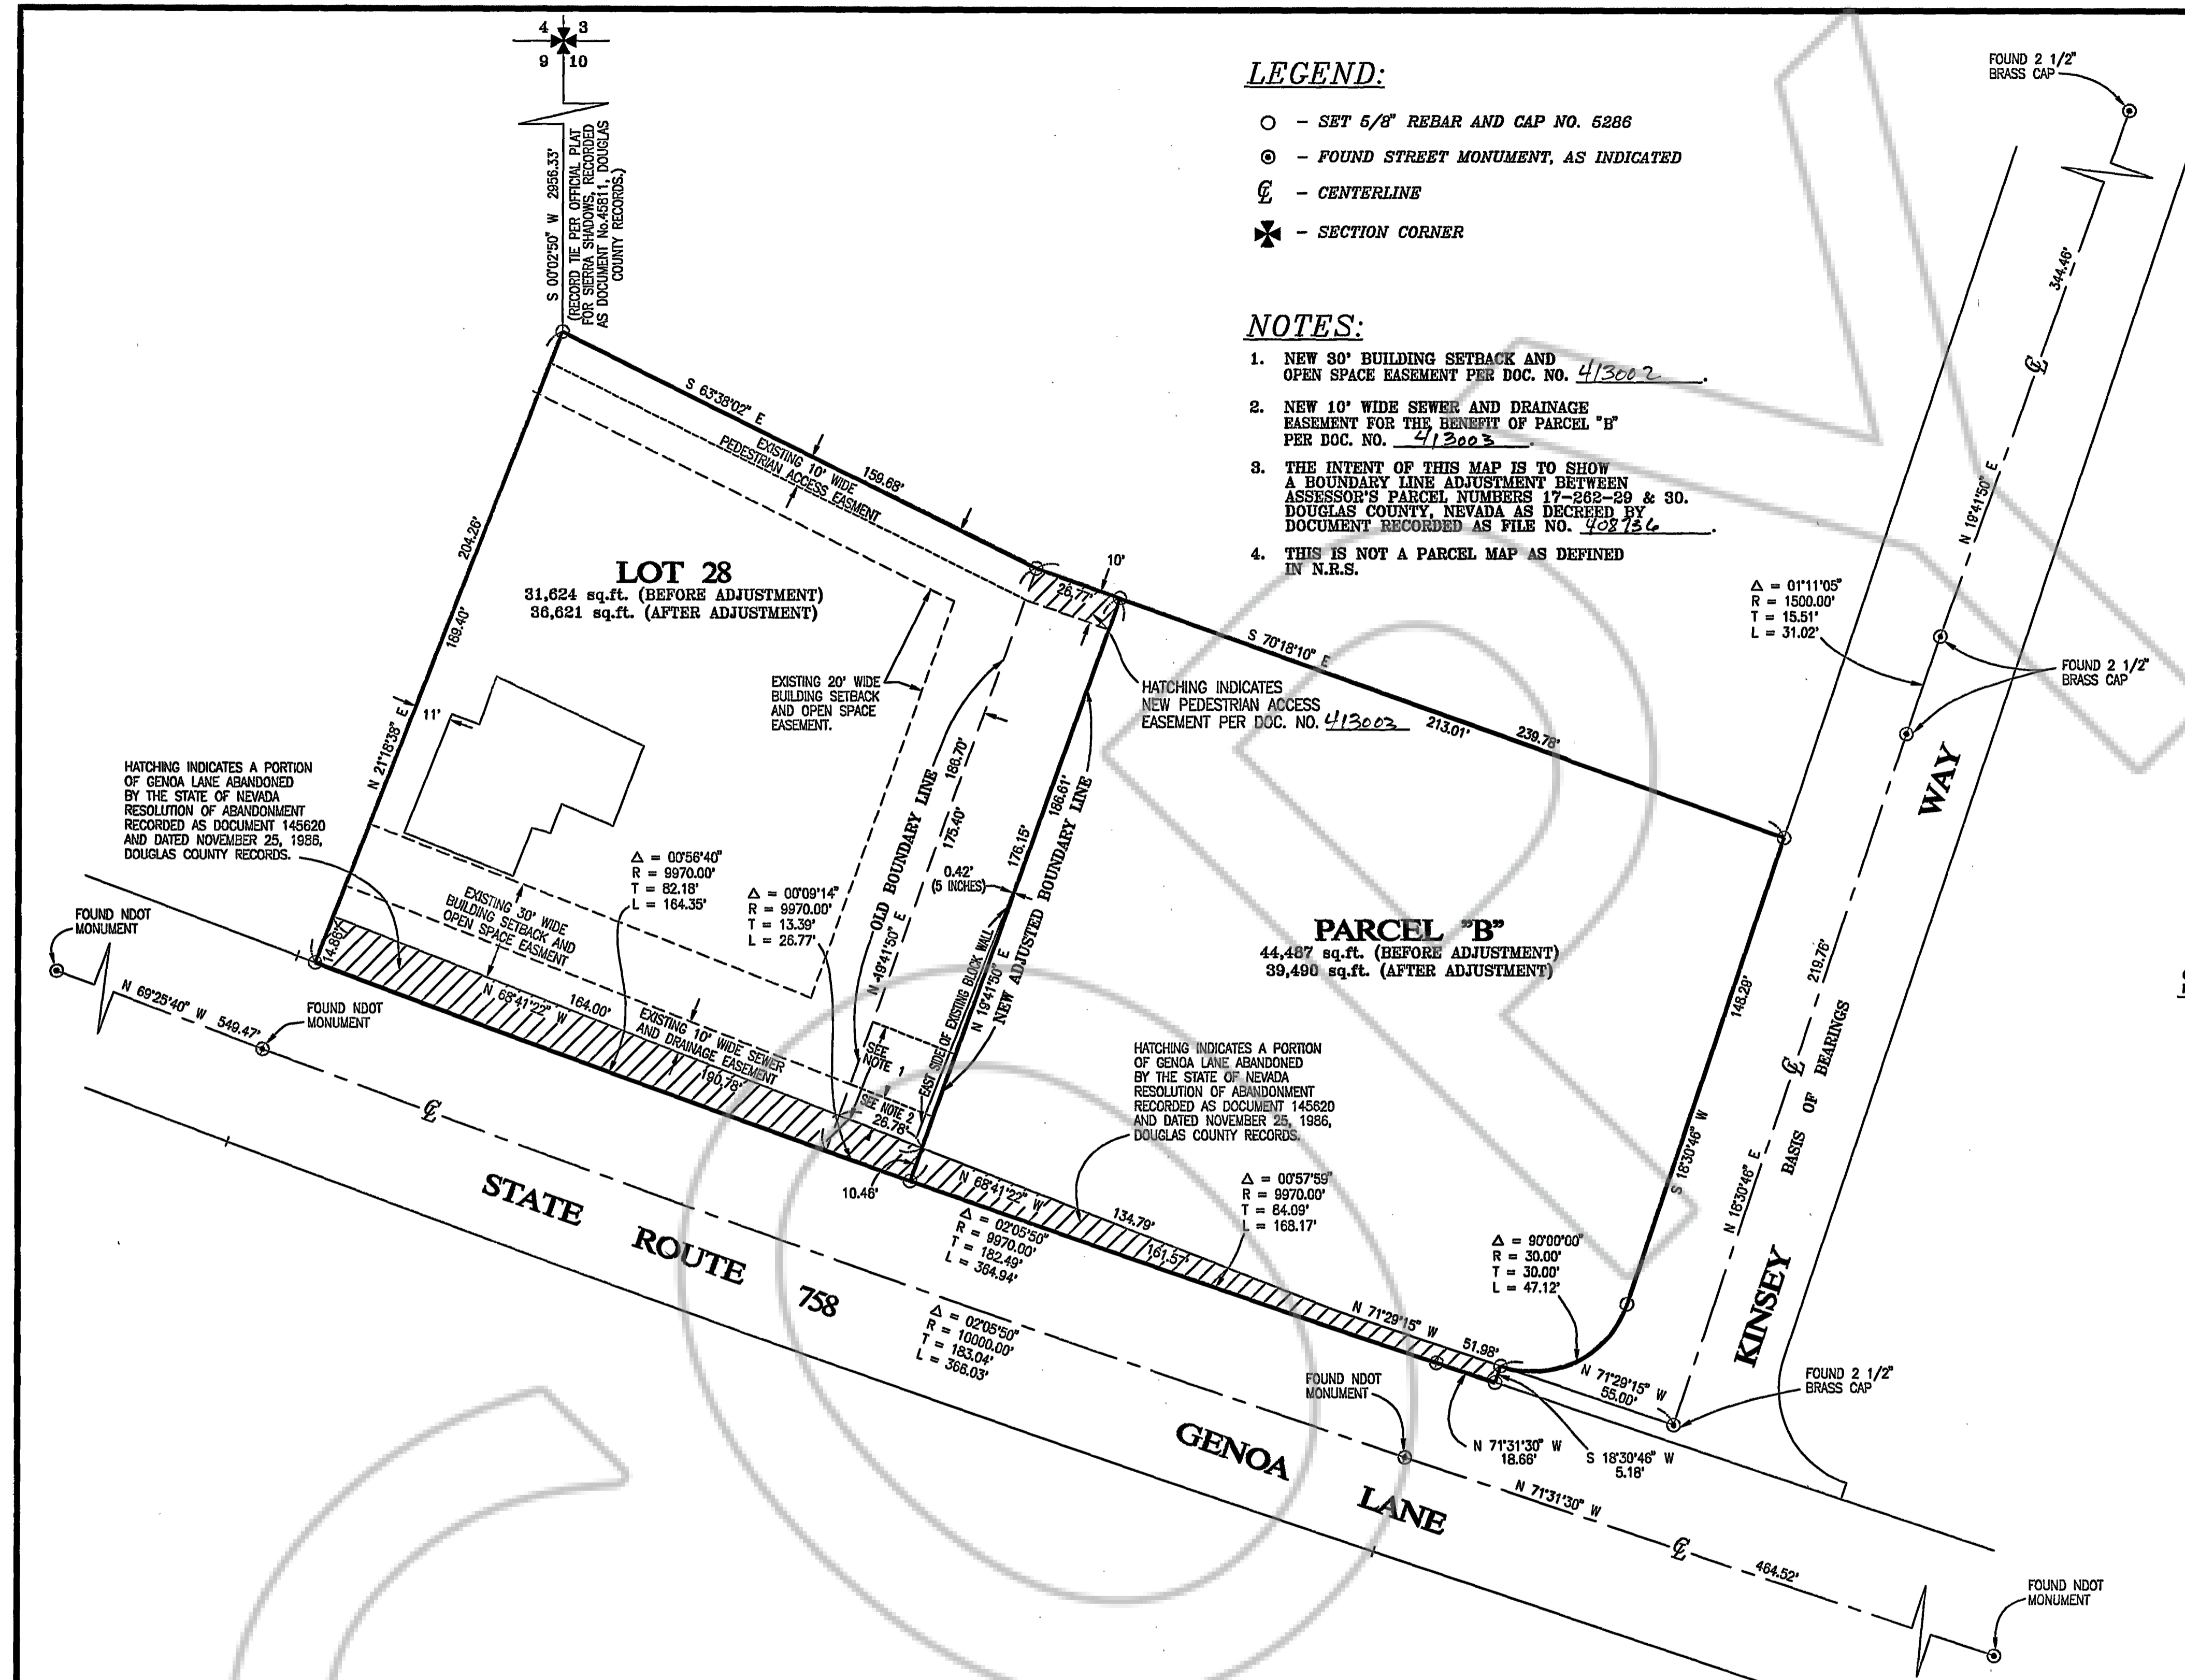 4 3
9 10
S 00°02'50" W 2956.33'
(RECORD TIE PER OFFICIAL PLAT
FOR SIERRA SHADOWS, RECORDED
AS DOCUMENT No.45811, DOUGLAS
COUNTY RECORDS.)
LEGEND:
– SET 5/8" REBAR AND CAP NO. 5286
– FOUND STREET MONUMENT, AS INDICATED
℄ – CENTERLINE
– SECTION CORNER
NOTES:
1. NEW 30' BUILDING SETBACK AND
OPEN SPACE EASEMENT PER DOC. NO. 413002.
2. NEW 10' WIDE SEWER AND DRAINAGE
EASEMENT FOR THE BENEFIT OF PARCEL "B"
PER DOC. NO. 413003.
3. THE INTENT OF THIS MAP IS TO SHOW
A BOUNDARY LINE ADJUSTMENT BETWEEN
ASSESSOR'S PARCEL NUMBERS 17-262-29 & 30.
DOUGLAS COUNTY, NEVADA AS DECREED BY
DOCUMENT RECORDED AS FILE NO. 408736.
4. THIS IS NOT A PARCEL MAP AS DEFINED
IN N.R.S.
FOUND 2 1/2"
BRASS CAP
344.46'
℄
N 19°41'50" E
Δ = 01°11'05"
R = 1500.00'
T = 15.51'
L = 31.02'
FOUND 2 1/2"
BRASS CAP
S 63°38'02" E
159.68'
EXISTING 10' WIDE
PEDESTRIAN ACCESS EASMENT
10'
26.77'
S 70°18'10" E
213.01'
239.78'
204.26'
189.40'
N 21°18'38" E
11'
LOT 28
31,624 sq.ft. (BEFORE ADJUSTMENT)
36,621 sq.ft. (AFTER ADJUSTMENT)
EXISTING 20' WIDE
BUILDING SETBACK
AND OPEN SPACE
EASEMENT.
HATCHING INDICATES
NEW PEDESTRIAN ACCESS
EASEMENT PER DOC. NO. 413003
HATCHING INDICATES A PORTION
OF GENOA LANE ABANDONED
BY THE STATE OF NEVADA
RESOLUTION OF ABANDONMENT
RECORDED AS DOCUMENT 145620
AND DATED NOVEMBER 25, 1986,
DOUGLAS COUNTY RECORDS.
Δ = 00°56'40"
R = 9970.00'
T = 82.18'
L = 164.35'
Δ = 00°09'14"
R = 9970.00'
T = 13.39'
L = 26.77'
OLD BOUNDARY LINE
186.70'
175.40'
N 19°41'50" E
186.61'
176.15'
N 19°41'50" E
NEW ADJUSTED BOUNDARY LINE
0.42'
(5 INCHES)
EAST SIDE OF EXISTING BLOCK WALL
PARCEL "B"
44,487 sq.ft. (BEFORE ADJUSTMENT)
39,490 sq.ft. (AFTER ADJUSTMENT)
EXISTING 30' WIDE
BUILDING SETBACK AND
OPEN SPACE EASMENT
14.86'
FOUND NDOT
MONUMENT
N 69°25'40" W 549.47'
FOUND NDOT
MONUMENT
N 68°41'22" W
164.00'
190.78'
EXISTING 10' WIDE SEWER
AND DRAINAGE EASEMENT
SEE
NOTE 1
SEE NOTE 2
26.78'
10.46'
HATCHING INDICATES A PORTION
OF GENOA LANE ABANDONED
BY THE STATE OF NEVADA
RESOLUTION OF ABANDONMENT
RECORDED AS DOCUMENT 145620
AND DATED NOVEMBER 25, 1986,
DOUGLAS COUNTY RECORDS.
N 68°41'22" W
134.79'
161.57'
Δ = 00°57'59"
R = 9970.00'
T = 84.09'
L = 168.17'
Δ = 02°05'50"
R = 9970.00'
T = 182.49'
L = 364.94'
Δ = 02°05'50"
R = 10000.00'
T = 183.04'
L = 366.03'
Δ = 90°00'00"
R = 30.00'
T = 30.00'
L = 47.12'
N 71°29'15" W
51.98'
N 71°29'15" W
55.00'
148.29'
S 18°30'46" W
219.76'
℄
N 18°30'46" E
BASIS OF BEARINGS
KINSEY WAY
FOUND 2 1/2"
BRASS CAP
N 71°31'30" W
18.66'
S 18°30'46" W
5.18'
FOUND NDOT
MONUMENT
℄
STATE ROUTE 758
GENOA LANE
N 71°31'30" W
℄
464.52'
FOUND NDOT
MONUMENT
COPY